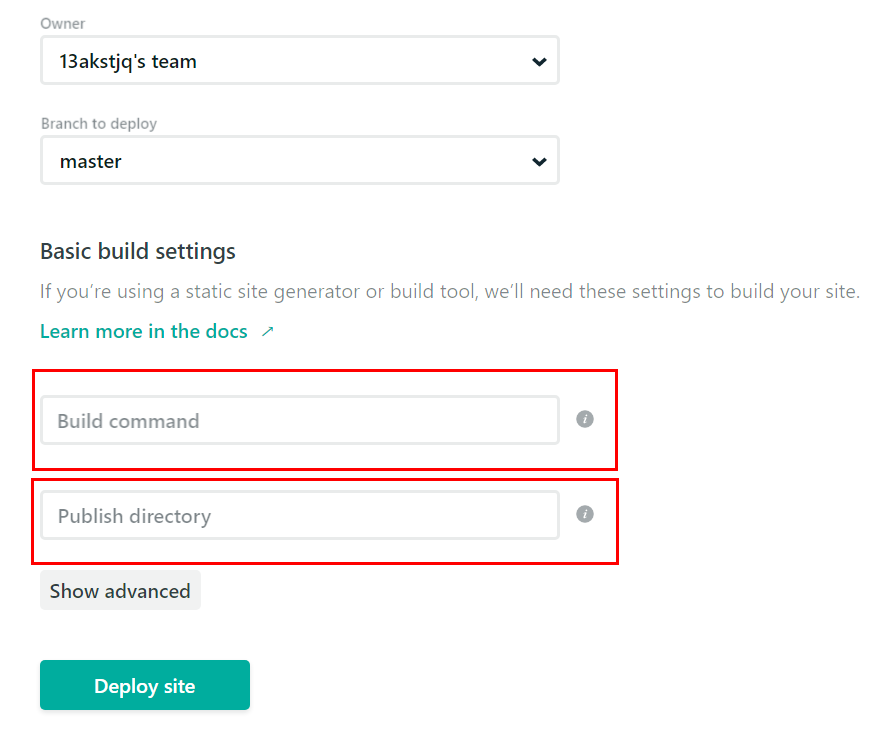 Owner
13akstjq's team
Branch to deploy
master
Basic build settings
If you’re using a static site generator or build tool, we’ll need these settings to build your site.
Learn more in the docs ↗
Build command
i
Publish directory
i
Show advanced
Deploy site